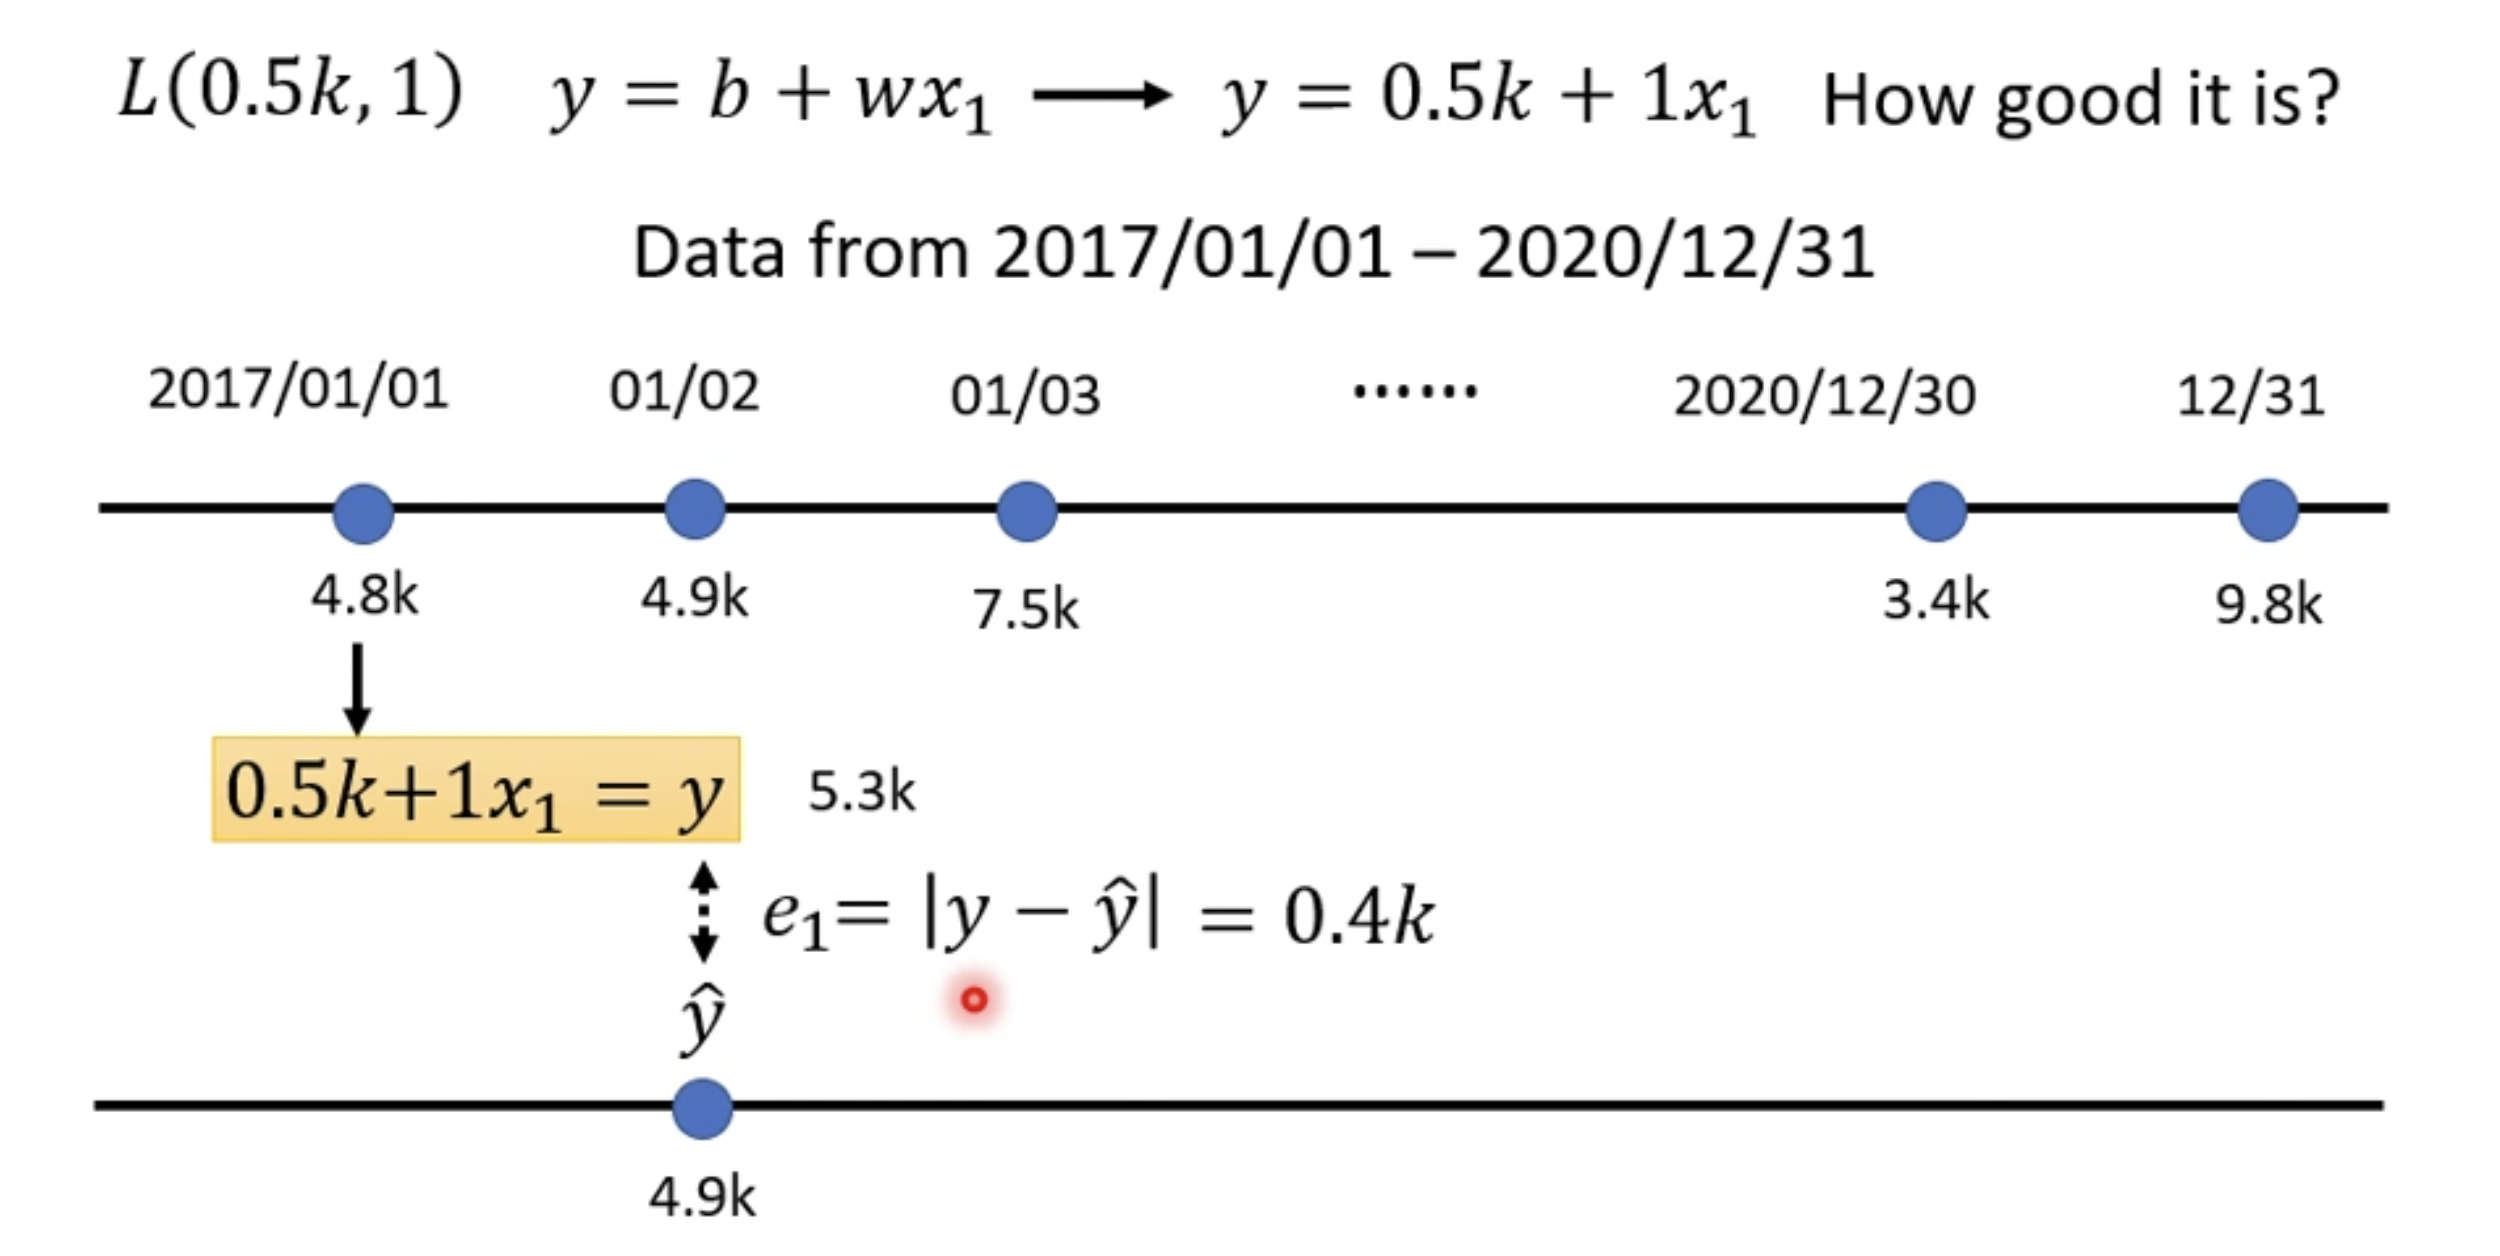 L(0.5k, 1) y = b + wx₁ ⟶ y = 0.5k + 1x₁ How good it is?
Data from 2017/01/01 – 2020/12/31
2017/01/01 01/02 01/03 …… 2020/12/30 12/31
4.8k 4.9k 7.5k 3.4k 9.8k
0.5k+1x₁ = y 5.3k
e₁= |y − ŷ| = 0.4k
ŷ
4.9k